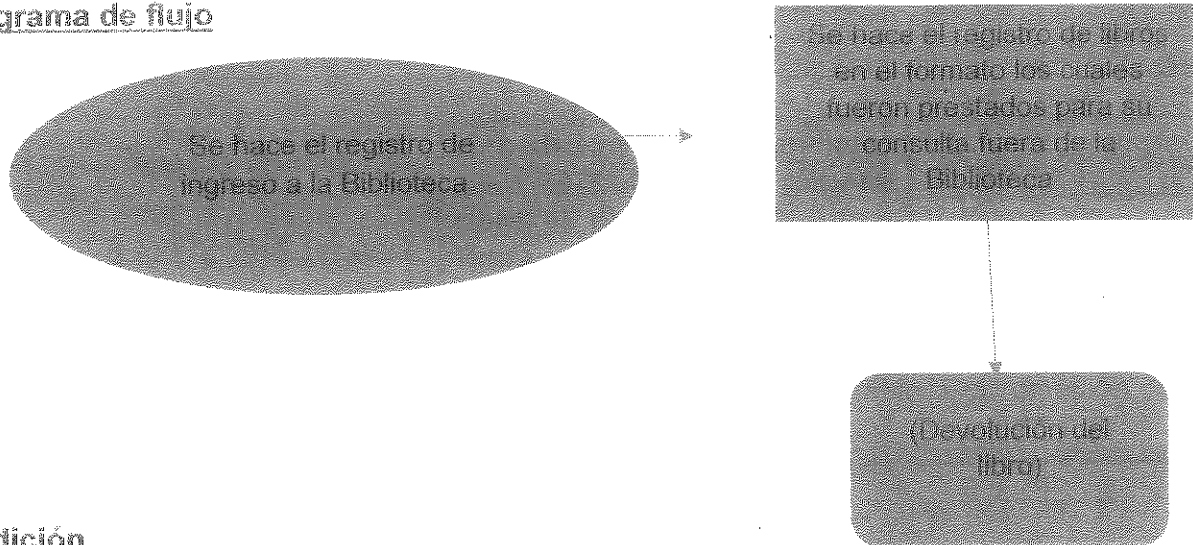 grama de flujo
Se hace el registro de
ingreso a la Biblioteca.
Se hace el registro de libros
en el formato los cuales
fueron prestados para su
consulta fuera de la
Biblioteca
(Devolución del
libro)
dición